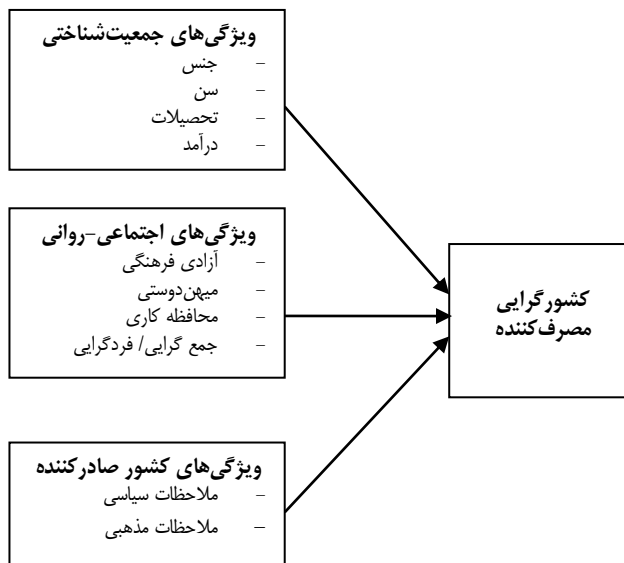 ویژگی‌های جمعیت‌شناختی
– جنس
– سن
– تحصیلات
– درآمد
ویژگی‌های اجتماعی-روانی
– آزادی فرهنگی
– میهن‌دوستی
– محافظه کاری
– جمع گرایی/ فردگرایی
ویژگی‌های کشور صادرکننده
– ملاحظات سیاسی
– ملاحظات مذهبی
کشورگرایی
مصرف‌کننده